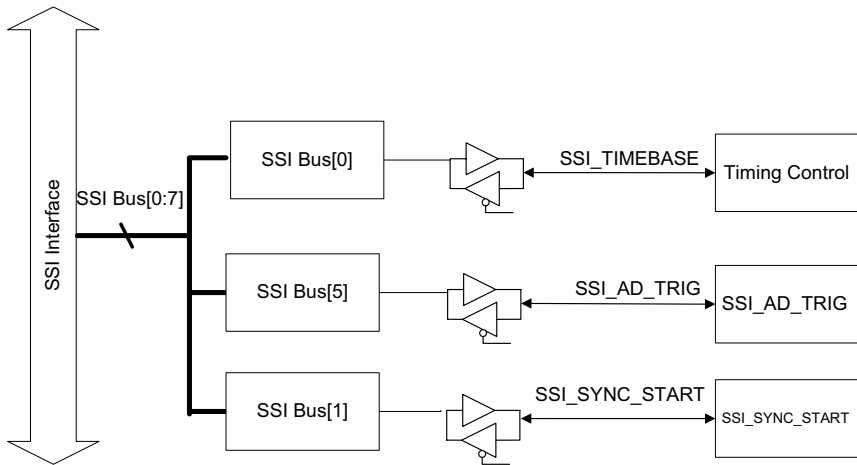 SSI Interface
SSI Bus[0:7]
SSI Bus[0]
SSI_TIMEBASE
Timing Control
SSI Bus[5]
SSI_AD_TRIG
SSI_AD_TRIG
SSI Bus[1]
SSI_SYNC_START
SSI_SYNC_START